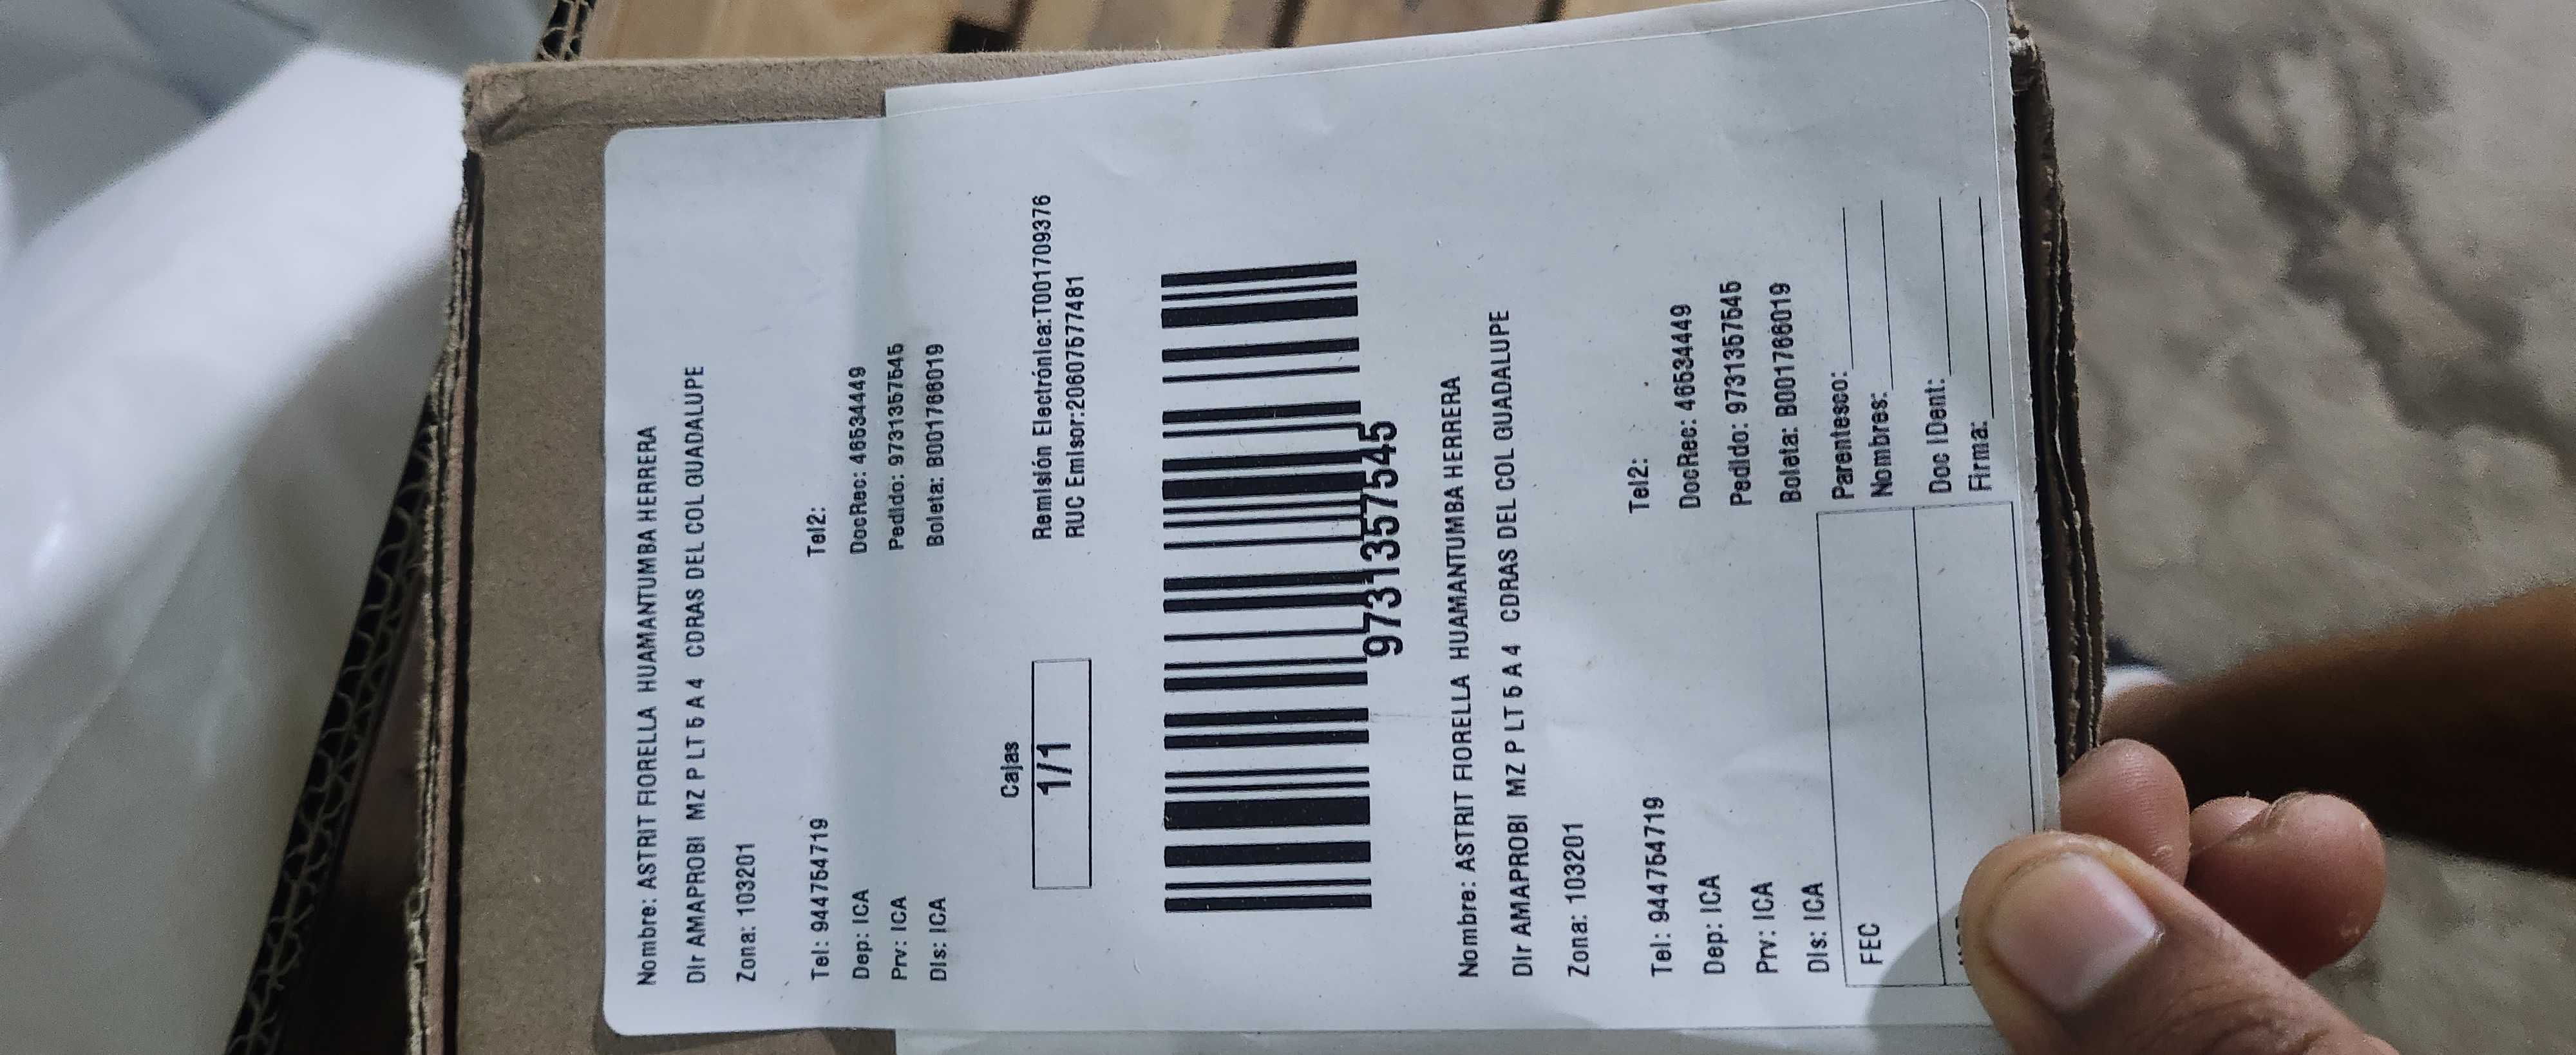 Nombre: ASTRIT FIORELLA HUAMANTUMBA HERRERA
Dir AMAPROBI MZ P LT 5 A 4 CDRAS DEL COL GUADALUPE
Zona: 103201
Tel: 944754719 Tel2:
Dep: ICA DocRec: 46534449
Prv: ICA Pedido: 9731357545
Dis: ICA Boleta: B001766019
Cajas
1/1
Remisión Electrónica:T001709376
RUC Emisor:20607577481
9731357545
Nombre: ASTRIT FIORELLA HUAMANTUMBA HERRERA
Dir AMAPROBI MZ P LT 5 A 4 CDRAS DEL COL GUADALUPE
Zona: 103201
Tel: 944754719 Tel2:
Dep: ICA DocRec: 46534449
Prv: ICA Pedido: 9731357545
Dis: ICA Boleta: B001766019
FEC
Parentesco:
Nombres:
Doc IDent:
Firma: